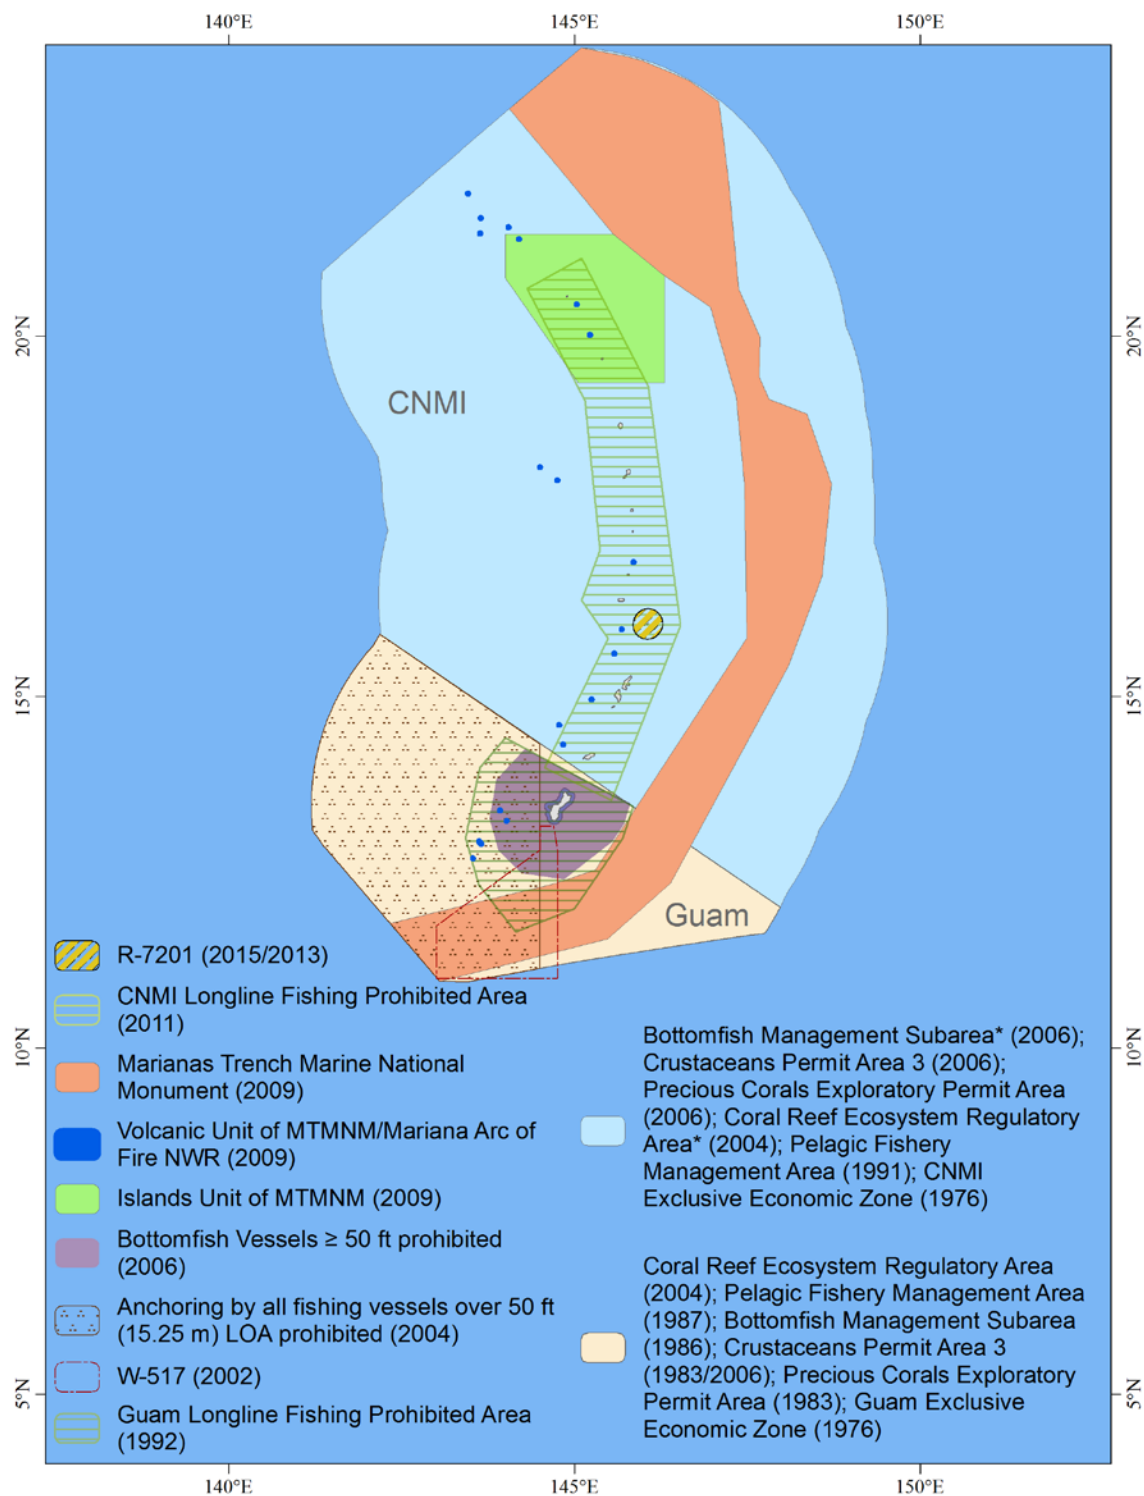 140°E
145°E
150°E
20°N
20°N
CNMI
15°N
15°N
Guam
R-7201 (2015/2013)
CNMI Longline Fishing Prohibited Area
(2011)
Marianas Trench Marine National
Monument (2009)
Volcanic Unit of MTMNM/Mariana Arc of
Fire NWR (2009)
Islands Unit of MTMNM (2009)
Bottomfish Vessels ≥ 50 ft prohibited
(2006)
Anchoring by all fishing vessels over 50 ft
(15.25 m) LOA prohibited (2004)
W-517 (2002)
Guam Longline Fishing Prohibited Area
(1992)
10°N
10°N
Bottomfish Management Subarea* (2006);
Crustaceans Permit Area 3 (2006);
Precious Corals Exploratory Permit Area
(2006); Coral Reef Ecosystem Regulatory
Area* (2004); Pelagic Fishery
Management Area (1991); CNMI
Exclusive Economic Zone (1976)
Coral Reef Ecosystem Regulatory Area
(2004); Pelagic Fishery Management Area
(1987); Bottomfish Management Subarea
(1986); Crustaceans Permit Area 3
(1983/2006); Precious Corals Exploratory
Permit Area (1983); Guam Exclusive
Economic Zone (1976)
5°N
5°N
140°E
145°E
150°E